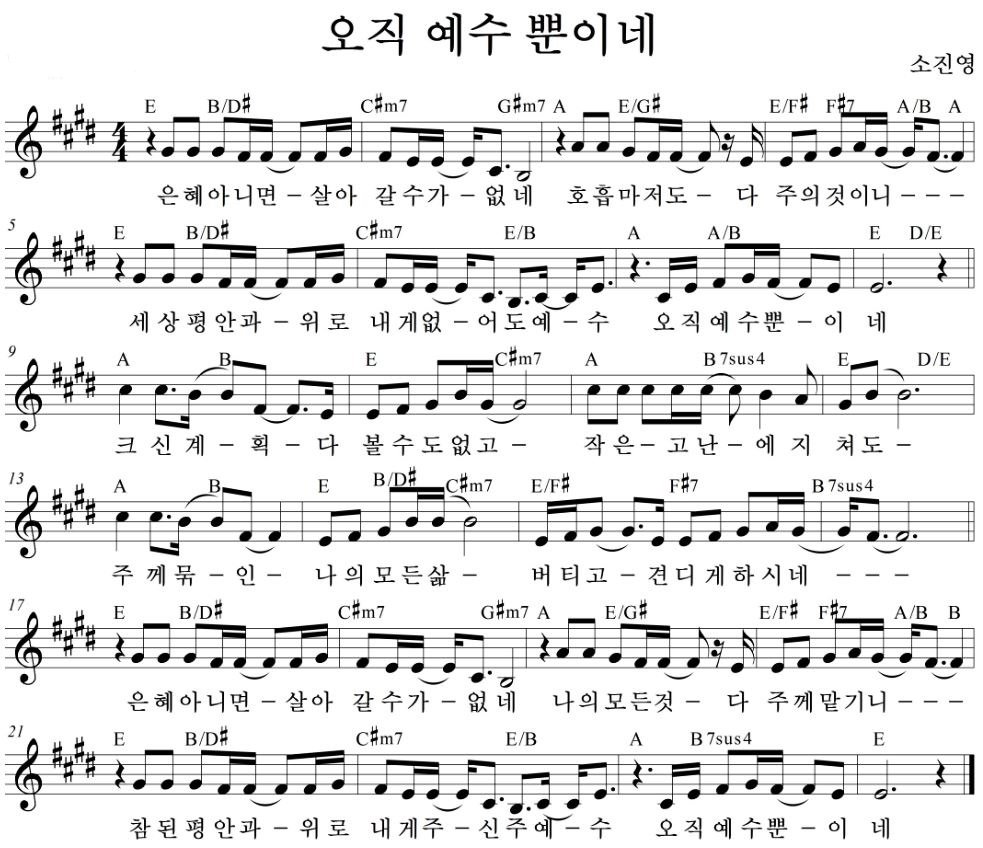 오직 예수 뿐이네
소진영
E B/D# C#m7 G#m7 A E/G# E/F# F#7 A/B A
4 4
은혜아니면 – 살아 갈수가 – 없네 호흡마저도 – 다 주의것이니 – – –
5
E B/D# C#m7 E/B A A/B E D/E
세상평안과 – 위로 내게없 – 어도예 – 수 오직예수뿐 – 이 네
9
A B E C#m7 A B 7sus4 E D/E
크 신 계 – 획 – 다 볼수도없고 – 작은 – 고난 – 에 지 쳐도 –
13
A B E B/D# C#m7 E/F# F#7 B 7sus4
주 께 묶 – 인 – 나의모든삶 – 버티고 – 견디게하시네 – – –
17
E B/D# C#m7 G#m7 A E/G# E/F# F#7 A/B B
은혜아니면 – 살아 갈수가 – 없네 나의모든것 – 다 주께맡기니 – – –
21
E B/D# C#m7 E/B A B 7sus4 E
참된평안과 – 위로 내게주 – 신주예 – 수 오직예수뿐 – 이 네